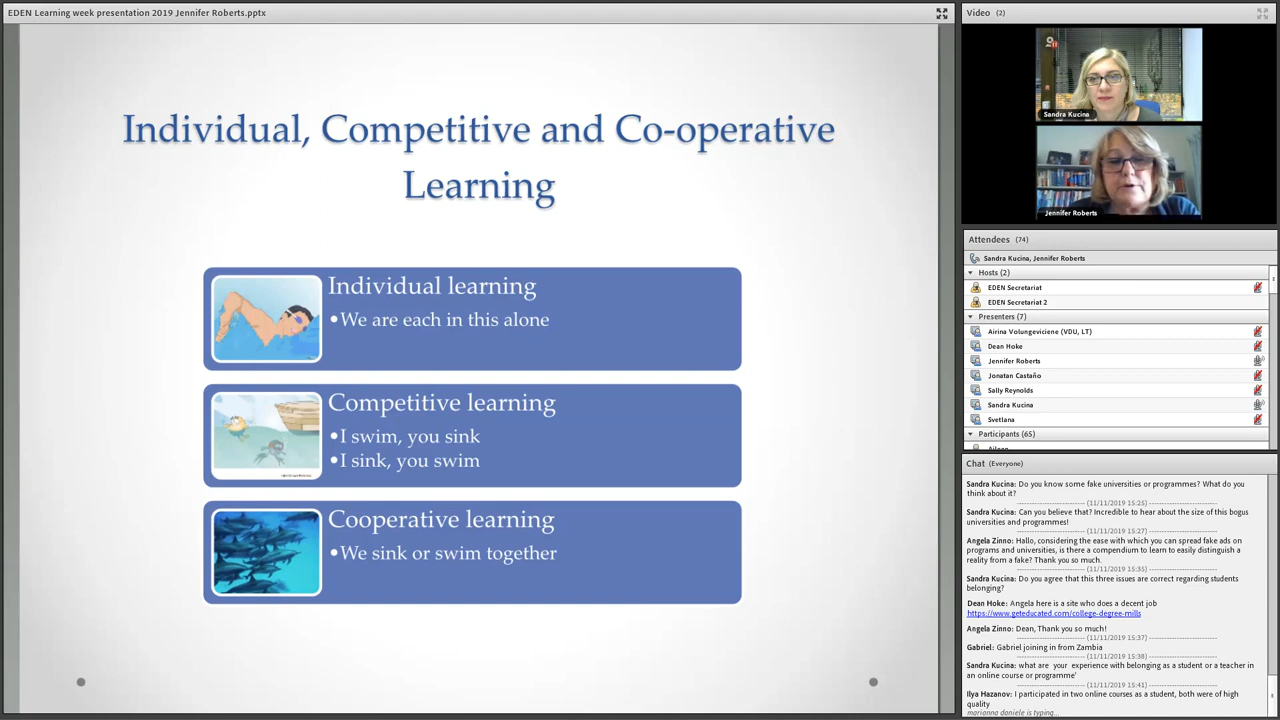 EDEN Learning week presentation 2019 Jennifer Roberts.pptx
Individual, Competitive and Co-operative
Learning
Individual learning
•We are each in this alone
Competitive learning
•I swim, you sink
•I sink, you swim
Cooperative learning
•We sink or swim together
Video (2)
Sandra Kucina
Jennifer Roberts
Attendees (74)
Sandra Kucina, Jennifer Roberts
Hosts (2)
EDEN Secretariat
EDEN Secretariat 2
Presenters (7)
Airina Volungeviciene (VDU, LT)
Dean Hoke
Jennifer Roberts
Jonatan Castaño
Sally Reynolds
Sandra Kucina
Svetlana
Participants (65)
Chat (Everyone)
Sandra Kucina: Do you know some fake universities or programmes? What do you
think about it?
(11/11/2019 15:25)
Sandra Kucina: Can you believe that? Incredible to hear about the size of this bogus
universities and programmes!
(11/11/2019 15:27)
Angela Zinno: Hallo, considering the ease with which you can spread fake ads on
programs and universities, is there a compendium to learn to easily distinguish a
reality from a fake? Thank you so much.
(11/11/2019 15:35)
Sandra Kucina: Do you agree that this three issues are correct regarding students
belonging?
Dean Hoke: Angela here is a site who does a decent job
https://www.geteducated.com/college-degree-mills
Angela Zinno: Dean, Thank you so much!
(11/11/2019 15:37)
Gabriel: Gabriel joining in from Zambia
(11/11/2019 15:38)
Sandra Kucina: what are your experience with belonging as a student or a teacher in
an online course or programme'
(11/11/2019 15:41)
Ilya Hazanov: I participated in two online courses as a student, both were of high
quality
marianna daniele is typing...